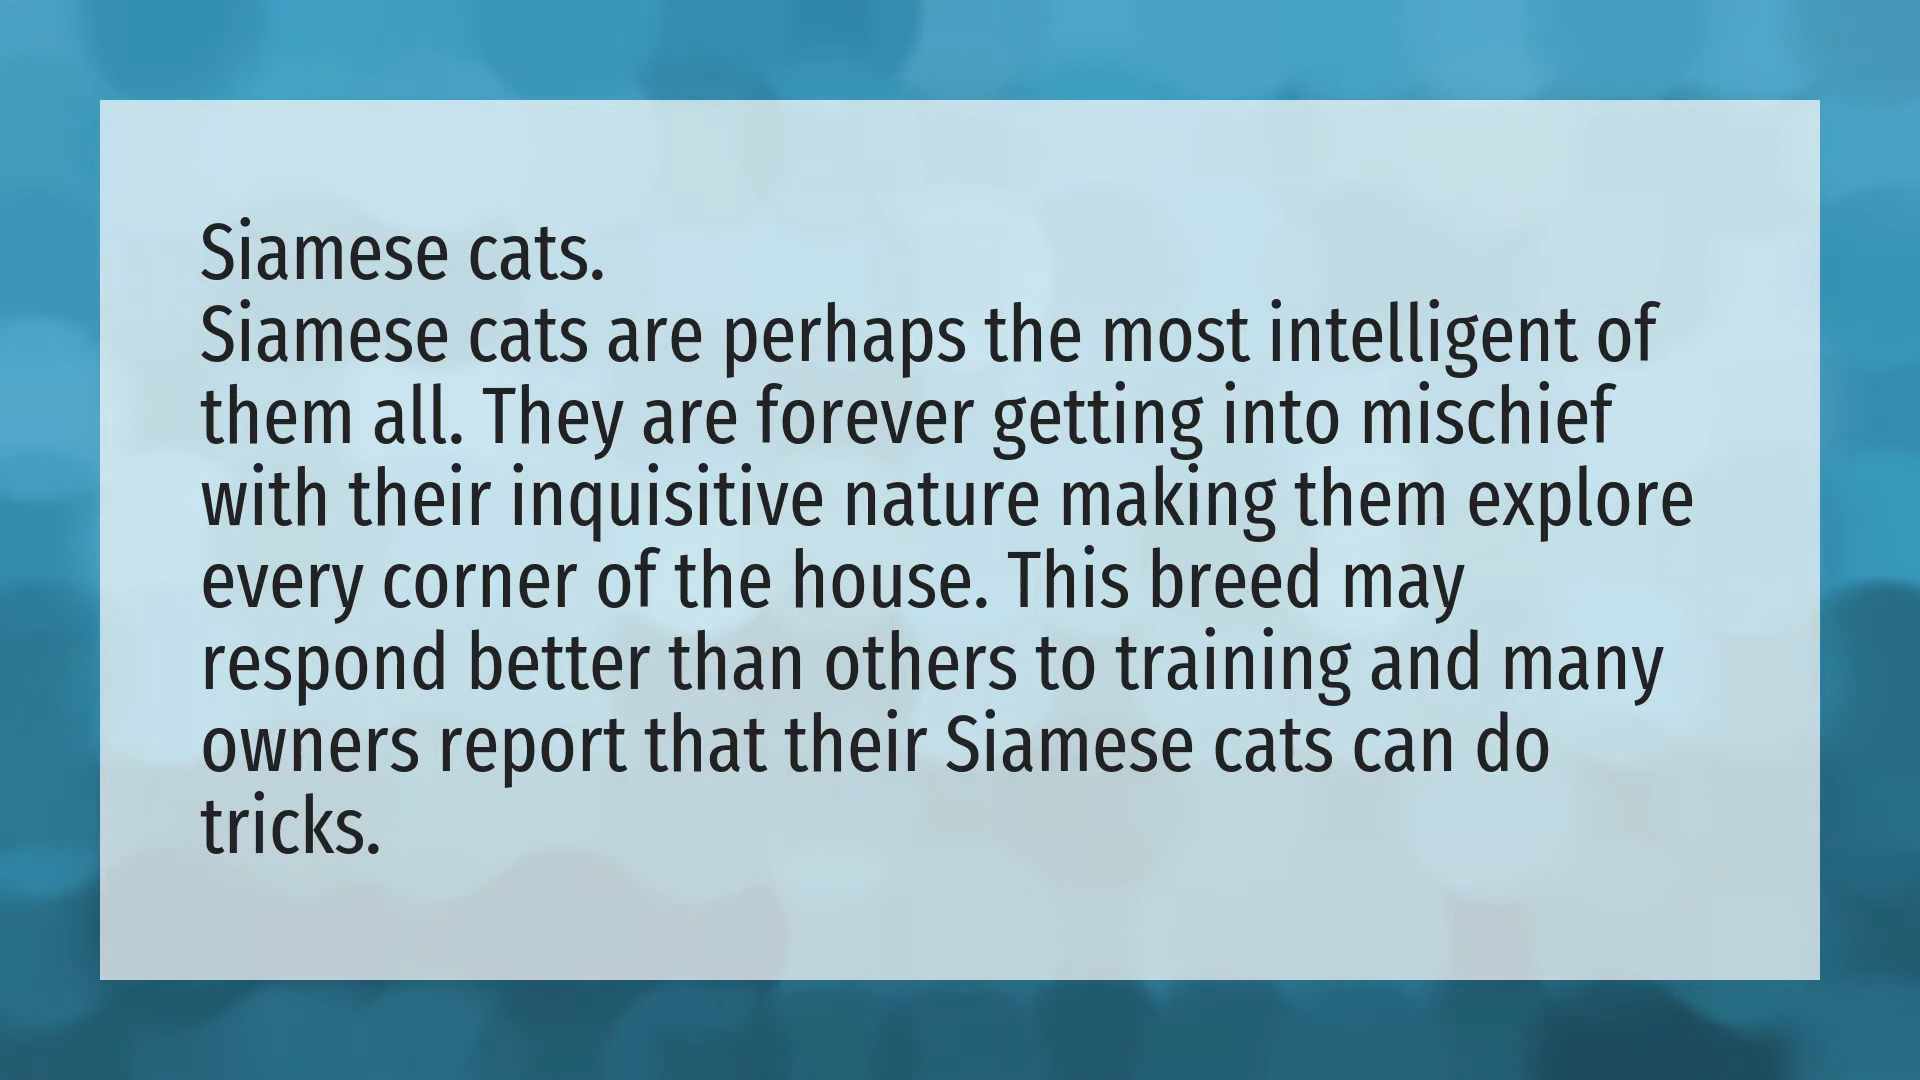 Siamese cats.
Siamese cats are perhaps the most intelligent of
them all. They are forever getting into mischief
with their inquisitive nature making them explore
every corner of the house. This breed may
respond better than others to training and many
owners report that their Siamese cats can do
tricks.